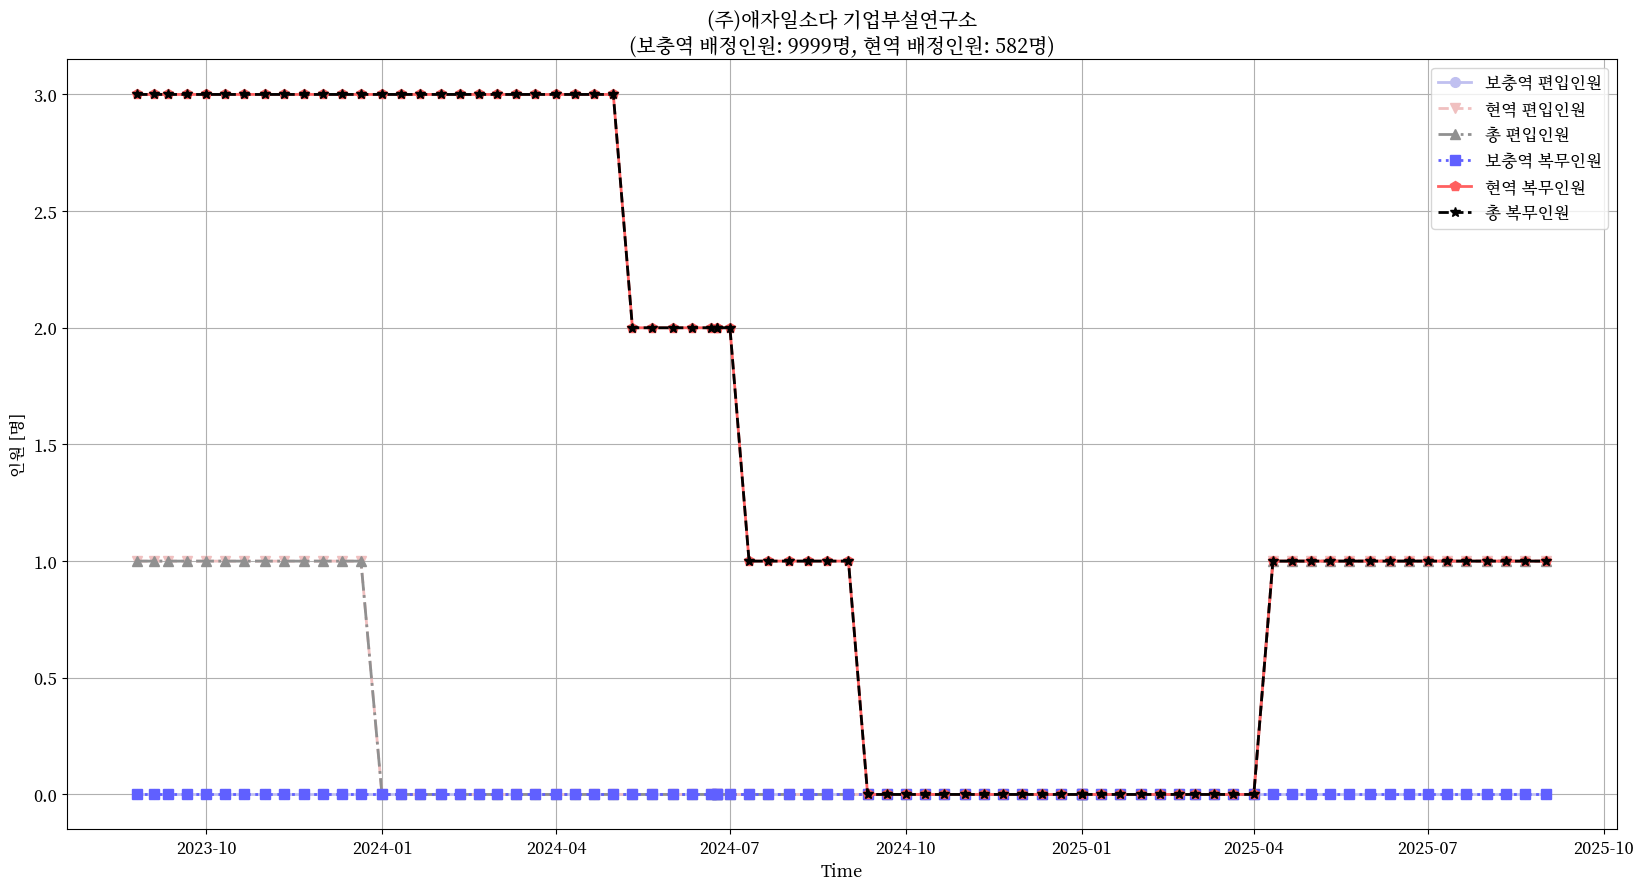 (주)애자일소다 기업부설연구소
(보충역 배정인원: 9999명, 현역 배정인원: 582명)
보충역 편입인원
현역 편입인원
총 편입인원
보충역 복무인원
현역 복무인원
총 복무인원
인원 [명]
3.0
2.5
2.0
1.5
1.0
0.5
0.0
2023-10
2024-01
2024-04
2024-07
2024-10
2025-01
2025-04
2025-07
2025-10
Time